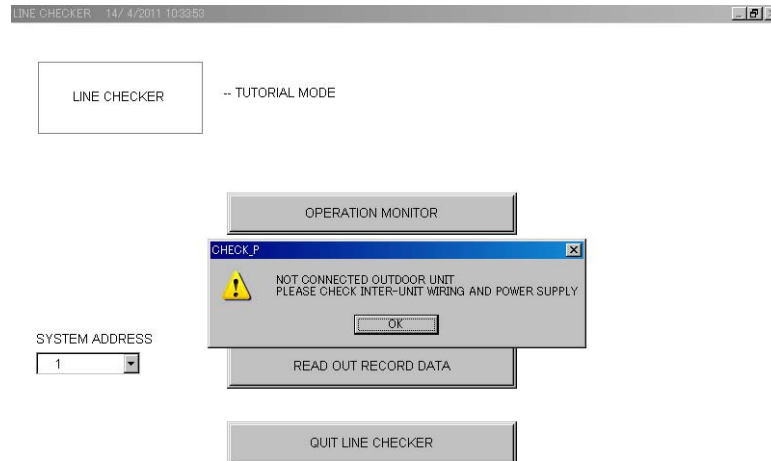 LINE CHECKER 14/ 4/2011 10:33:53
LINE CHECKER
-- TUTORIAL MODE
OPERATION MONITOR
CHECK_P
NOT CONNECTED OUTDOOR UNIT
PLEASE CHECK INTER-UNIT WIRING AND POWER SUPPLY
OK
SYSTEM ADDRESS
1
READ OUT RECORD DATA
QUIT LINE CHECKER